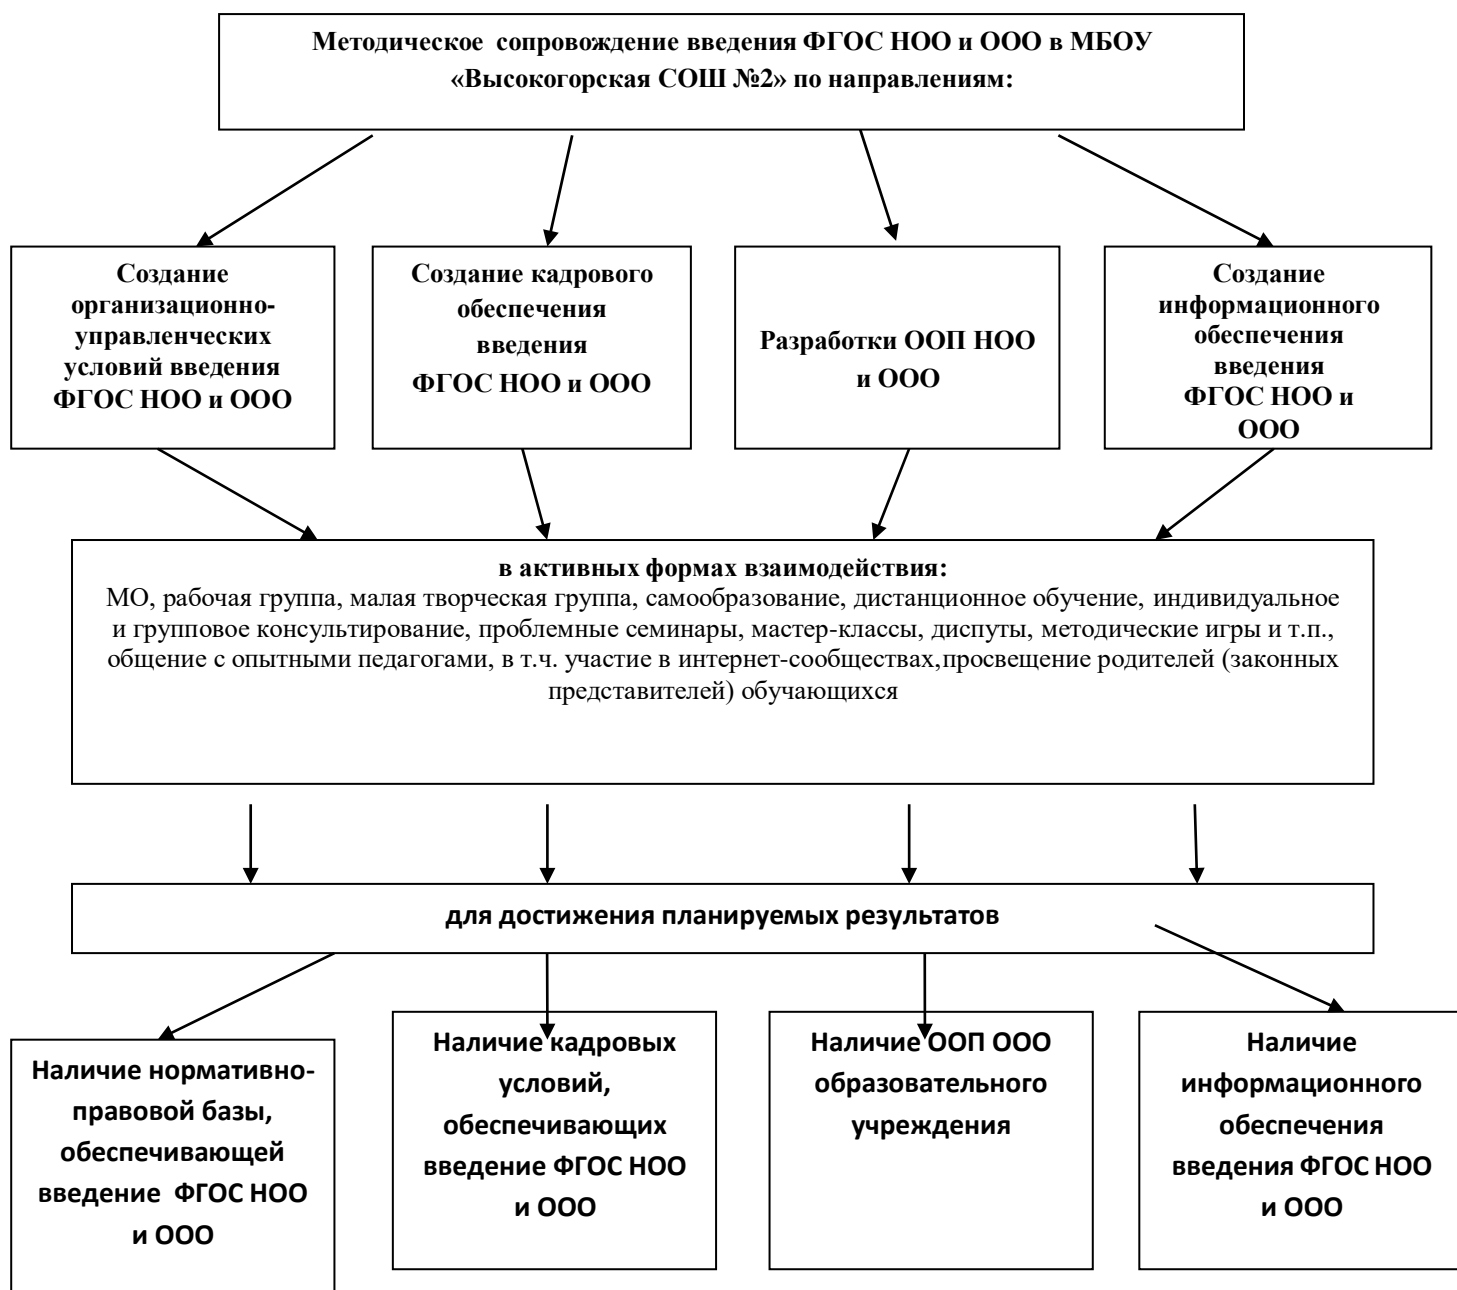 Методическое сопровождение введения ФГОС НОО и ООО в МБОУ
«Высокогорская СОШ №2» по направлениям:
Создание
организационно-
управленческих
условий введения
ФГОС НОО и ООО
Создание кадрового
обеспечения
введения
ФГОС НОО и ООО
Разработки ООП НОО
и ООО
Создание
информационного
обеспечения
введения
ФГОС НОО и
ООО
в активных формах взаимодействия:
МО, рабочая группа, малая творческая группа, самообразование, дистанционное обучение, индивидуальное
и групповое консультирование, проблемные семинары, мастер-классы, диспуты, методические игры и т.п.,
общение с опытными педагогами, в т.ч. участие в интернет-сообществах,просвещение родителей (законных
представителей) обучающихся
для достижения планируемых результатов
Наличие нормативно-
правовой базы,
обеспечивающей
введение ФГОС НОО
и ООО
Наличие кадровых
условий,
обеспечивающих
введение ФГОС НОО
и ООО
Наличие ООП ООО
образовательного
учреждения
Наличие
информационного
обеспечения
введения ФГОС НОО
и ООО